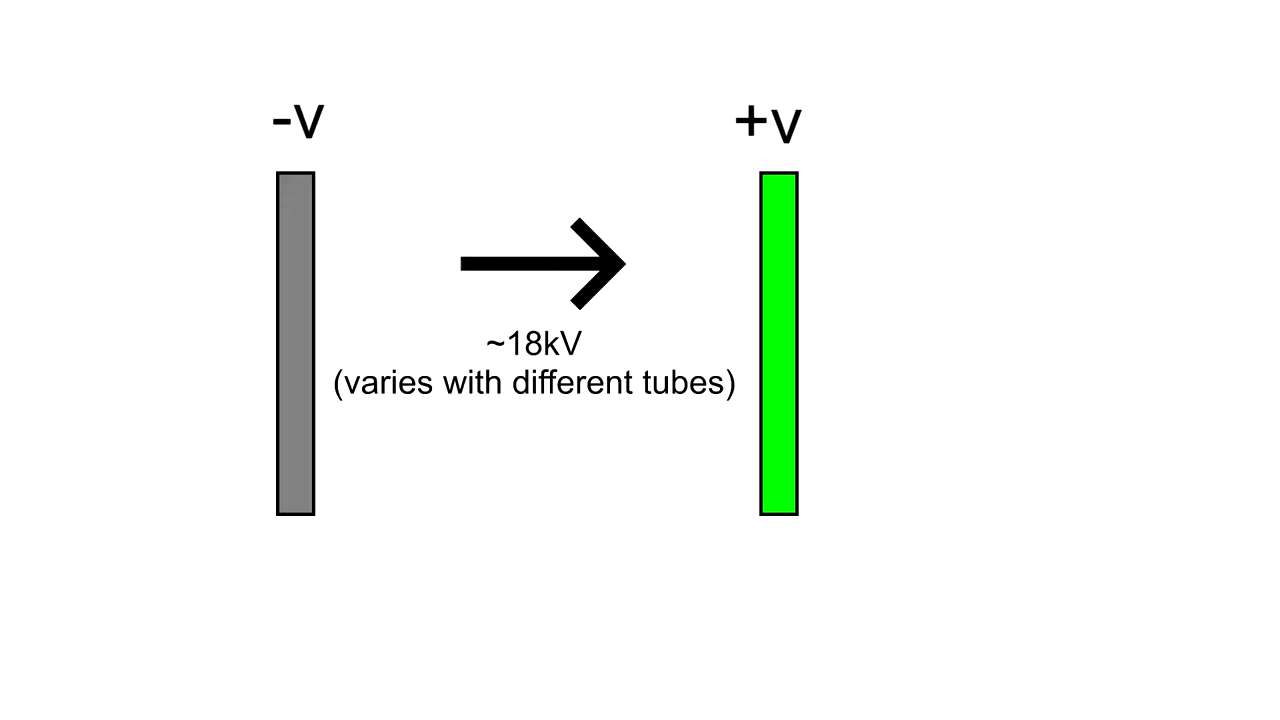 -v
+v
~18kV
(varies with different tubes)